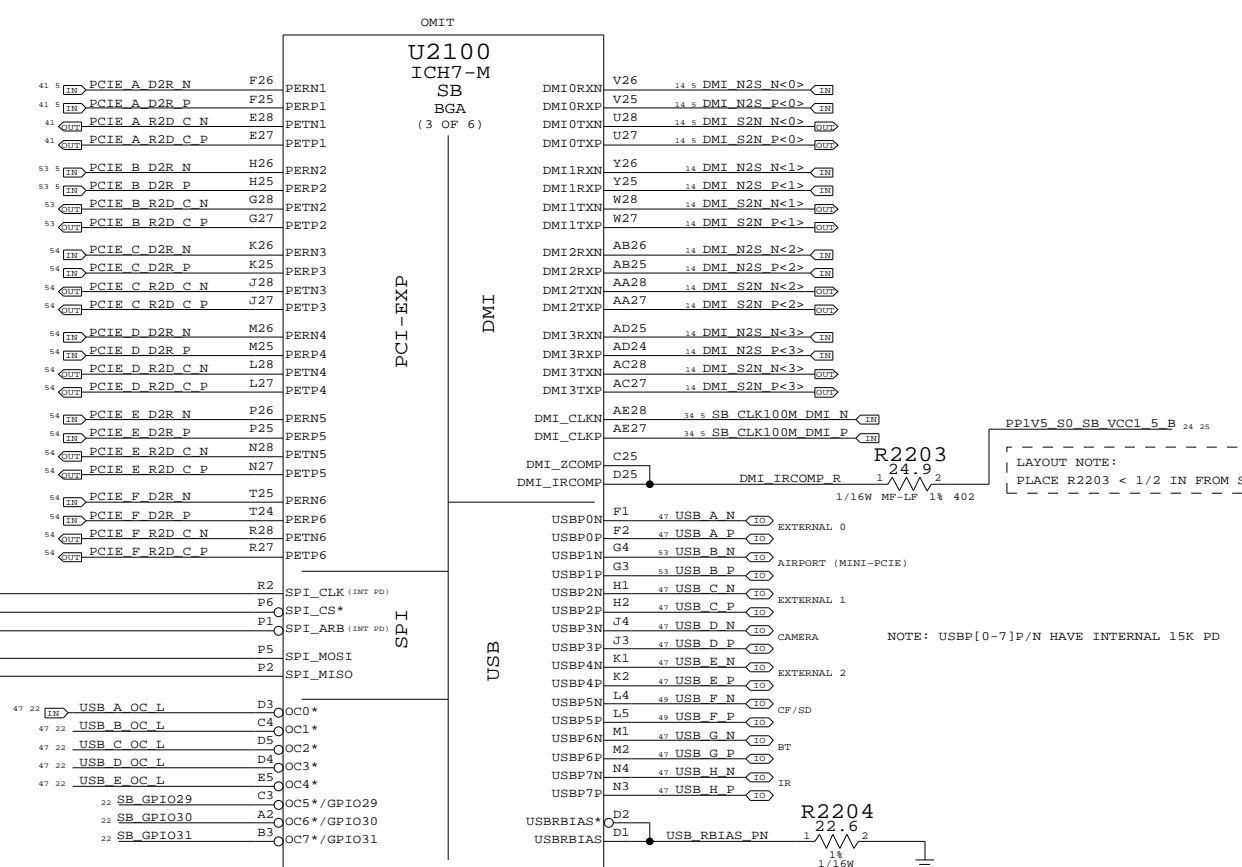 OMIT
U2100
ICH7-M
SB
BGA
(3 OF 6)
41 5 IN PCIE_A_D2R_N F26 PERN1
41 5 IN PCIE_A_D2R_P F25 PERP1
41 OUT PCIE_A_R2D_C_N E28 PETN1
41 OUT PCIE_A_R2D_C_P E27 PETP1
53 5 IN PCIE_B_D2R_N H26 PERN2
53 5 IN PCIE_B_D2R_P H25 PERP2
53 OUT PCIE_B_R2D_C_N G28 PETN2
53 OUT PCIE_B_R2D_C_P G27 PETP2
54 IN PCIE_C_D2R_N K26 PERN3
54 IN PCIE_C_D2R_P K25 PERP3
54 OUT PCIE_C_R2D_C_N J28 PETN3
54 OUT PCIE_C_R2D_C_P J27 PETP3
54 IN PCIE_D_D2R_N M26 PERN4
54 IN PCIE_D_D2R_P M25 PERP4
54 OUT PCIE_D_R2D_C_N L28 PETN4
54 OUT PCIE_D_R2D_C_P L27 PETP4
54 IN PCIE_E_D2R_N P26 PERN5
54 IN PCIE_E_D2R_P P25 PERP5
54 OUT PCIE_E_R2D_C_N N28 PETN5
54 OUT PCIE_E_R2D_C_P N27 PETP5
54 IN PCIE_F_D2R_N T25 PERN6
54 IN PCIE_F_D2R_P T24 PERP6
54 OUT PCIE_F_R2D_C_N R28 PETN6
54 OUT PCIE_F_R2D_C_P R27 PETP6
PCI-EXP
R2 SPI_CLK (INT PD)
P6 SPI_CS*
P1 SPI_ARB (INT PD)
P5 SPI_MOSI
P2 SPI_MISO
SPI
47 22 IN USB_A_OC_L D3 OC0*
47 22 USB_B_OC_L C4 OC1*
47 22 USB_C_OC_L D5 OC2*
47 22 USB_D_OC_L D4 OC3*
47 22 USB_E_OC_L E5 OC4*
22 SB_GPIO29 C3 OC5*/GPIO29
22 SB_GPIO30 A2 OC6*/GPIO30
22 SB_GPIO31 B3 OC7*/GPIO31
DMI
DMI0RXN V26 14 5 DMI_N2S_N<0> IN
DMI0RXP V25 14 5 DMI_N2S_P<0> IN
DMI0TXN U28 14 5 DMI_S2N_N<0> OUT
DMI0TXP U27 14 5 DMI_S2N_P<0> OUT
DMI1RXN Y26 14 DMI_N2S_N<1> IN
DMI1RXP Y25 14 DMI_N2S_P<1> IN
DMI1TXN W28 14 DMI_S2N_N<1> OUT
DMI1TXP W27 14 DMI_S2N_P<1> OUT
DMI2RXN AB26 14 DMI_N2S_N<2> IN
DMI2RXP AB25 14 DMI_N2S_P<2> IN
DMI2TXN AA28 14 DMI_S2N_N<2> OUT
DMI2TXP AA27 14 DMI_S2N_P<2> OUT
DMI3RXN AD25 14 DMI_N2S_N<3> IN
DMI3RXP AD24 14 DMI_N2S_P<3> IN
DMI3TXN AC28 14 DMI_S2N_N<3> OUT
DMI3TXP AC27 14 DMI_S2N_P<3> OUT
DMI_CLKN AE28 34 5 SB_CLK100M_DMI_N IN
DMI_CLKP AE27 34 5 SB_CLK100M_DMI_P IN
DMI_ZCOMP C25
DMI_IRCOMP D25 DMI_IRCOMP_R
R2203
24.9
1 2
1/16W MF-LF 1% 402
PP1V5_S0_SB_VCC1_5_B 24 25
LAYOUT NOTE:
PLACE R2203 < 1/2 IN FROM S
USB
USBP0N F1 47 USB_A_N IO
USBP0P F2 47 USB_A_P IO
EXTERNAL 0
USBP1N G4 53 USB_B_N IO
USBP1P G3 53 USB_B_P IO
AIRPORT (MINI-PCIE)
USBP2N H1 47 USB_C_N IO
USBP2P H2 47 USB_C_P IO
EXTERNAL 1
USBP3N J4 47 USB_D_N IO
USBP3P J3 47 USB_D_P IO
CAMERA
USBP4N K1 47 USB_E_N IO
USBP4P K2 47 USB_E_P IO
EXTERNAL 2
USBP5N L4 49 USB_F_N IO
USBP5P L5 49 USB_F_P IO
CF/SD
USBP6N M1 47 USB_G_N IO
USBP6P M2 47 USB_G_P IO
BT
USBP7N N4 47 USB_H_N IO
USBP7P N3 47 USB_H_P IO
IR
NOTE: USBP[0-7]P/N HAVE INTERNAL 15K PD
USBRBIAS* D2
USBRBIAS D1 USB_RBIAS_PN
R2204
22.6
1 2
1%
1/16W